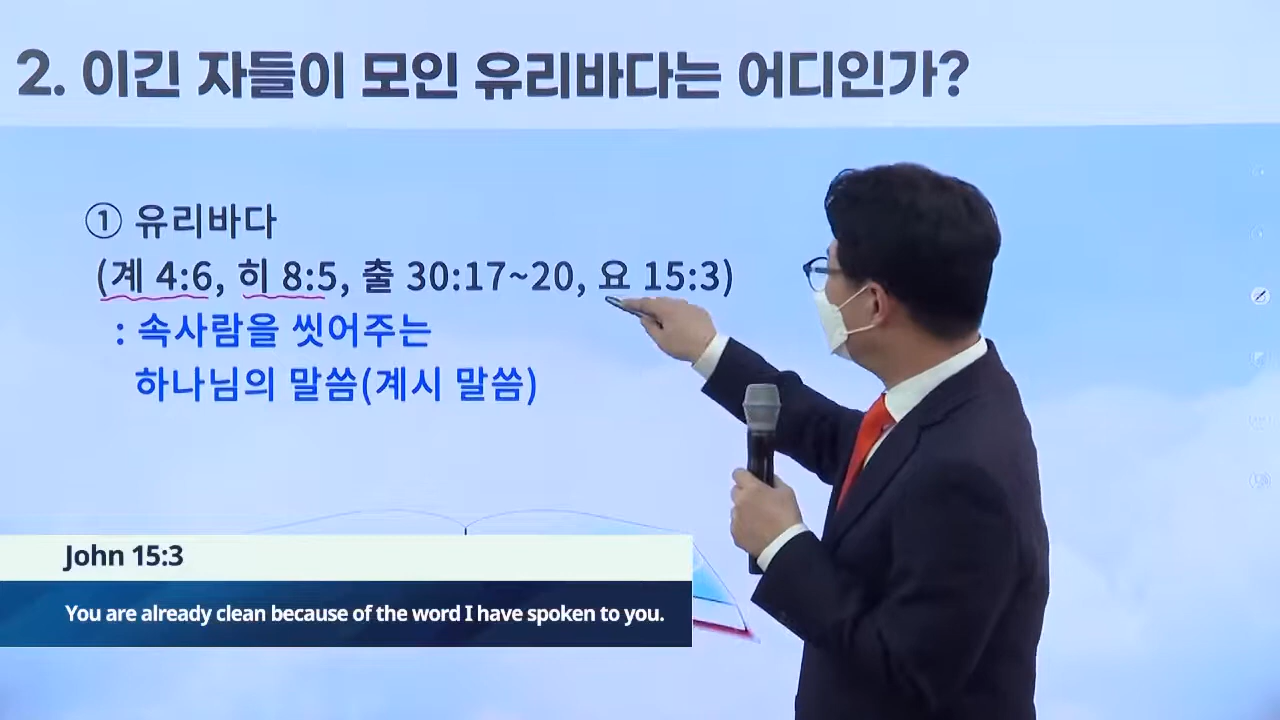 2. 이긴 자들이 모인 유리바다는 어디인가?
① 유리바다
(계 4:6, 히 8:5, 출 30:17~20, 요 15:3)
: 속사람을 씻어주는
하나님의 말씀(계시 말씀)
John 15:3
You are already clean because of the word I have spoken to you.